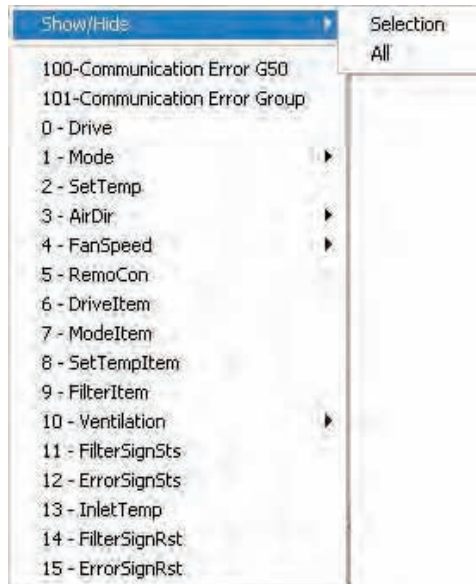 Show/Hide
Selection
All
100-Communication Error G50
101-Communication Error Group
0 - Drive
1 - Mode
2 - SetTemp
3 - AirDir
4 - FanSpeed
5 - RemoCon
6 - DriveItem
7 - ModeItem
8 - SetTempItem
9 - FilterItem
10 - Ventilation
11 - FilterSignSts
12 - ErrorSignSts
13 - InletTemp
14 - FilterSignRst
15 - ErrorSignRst